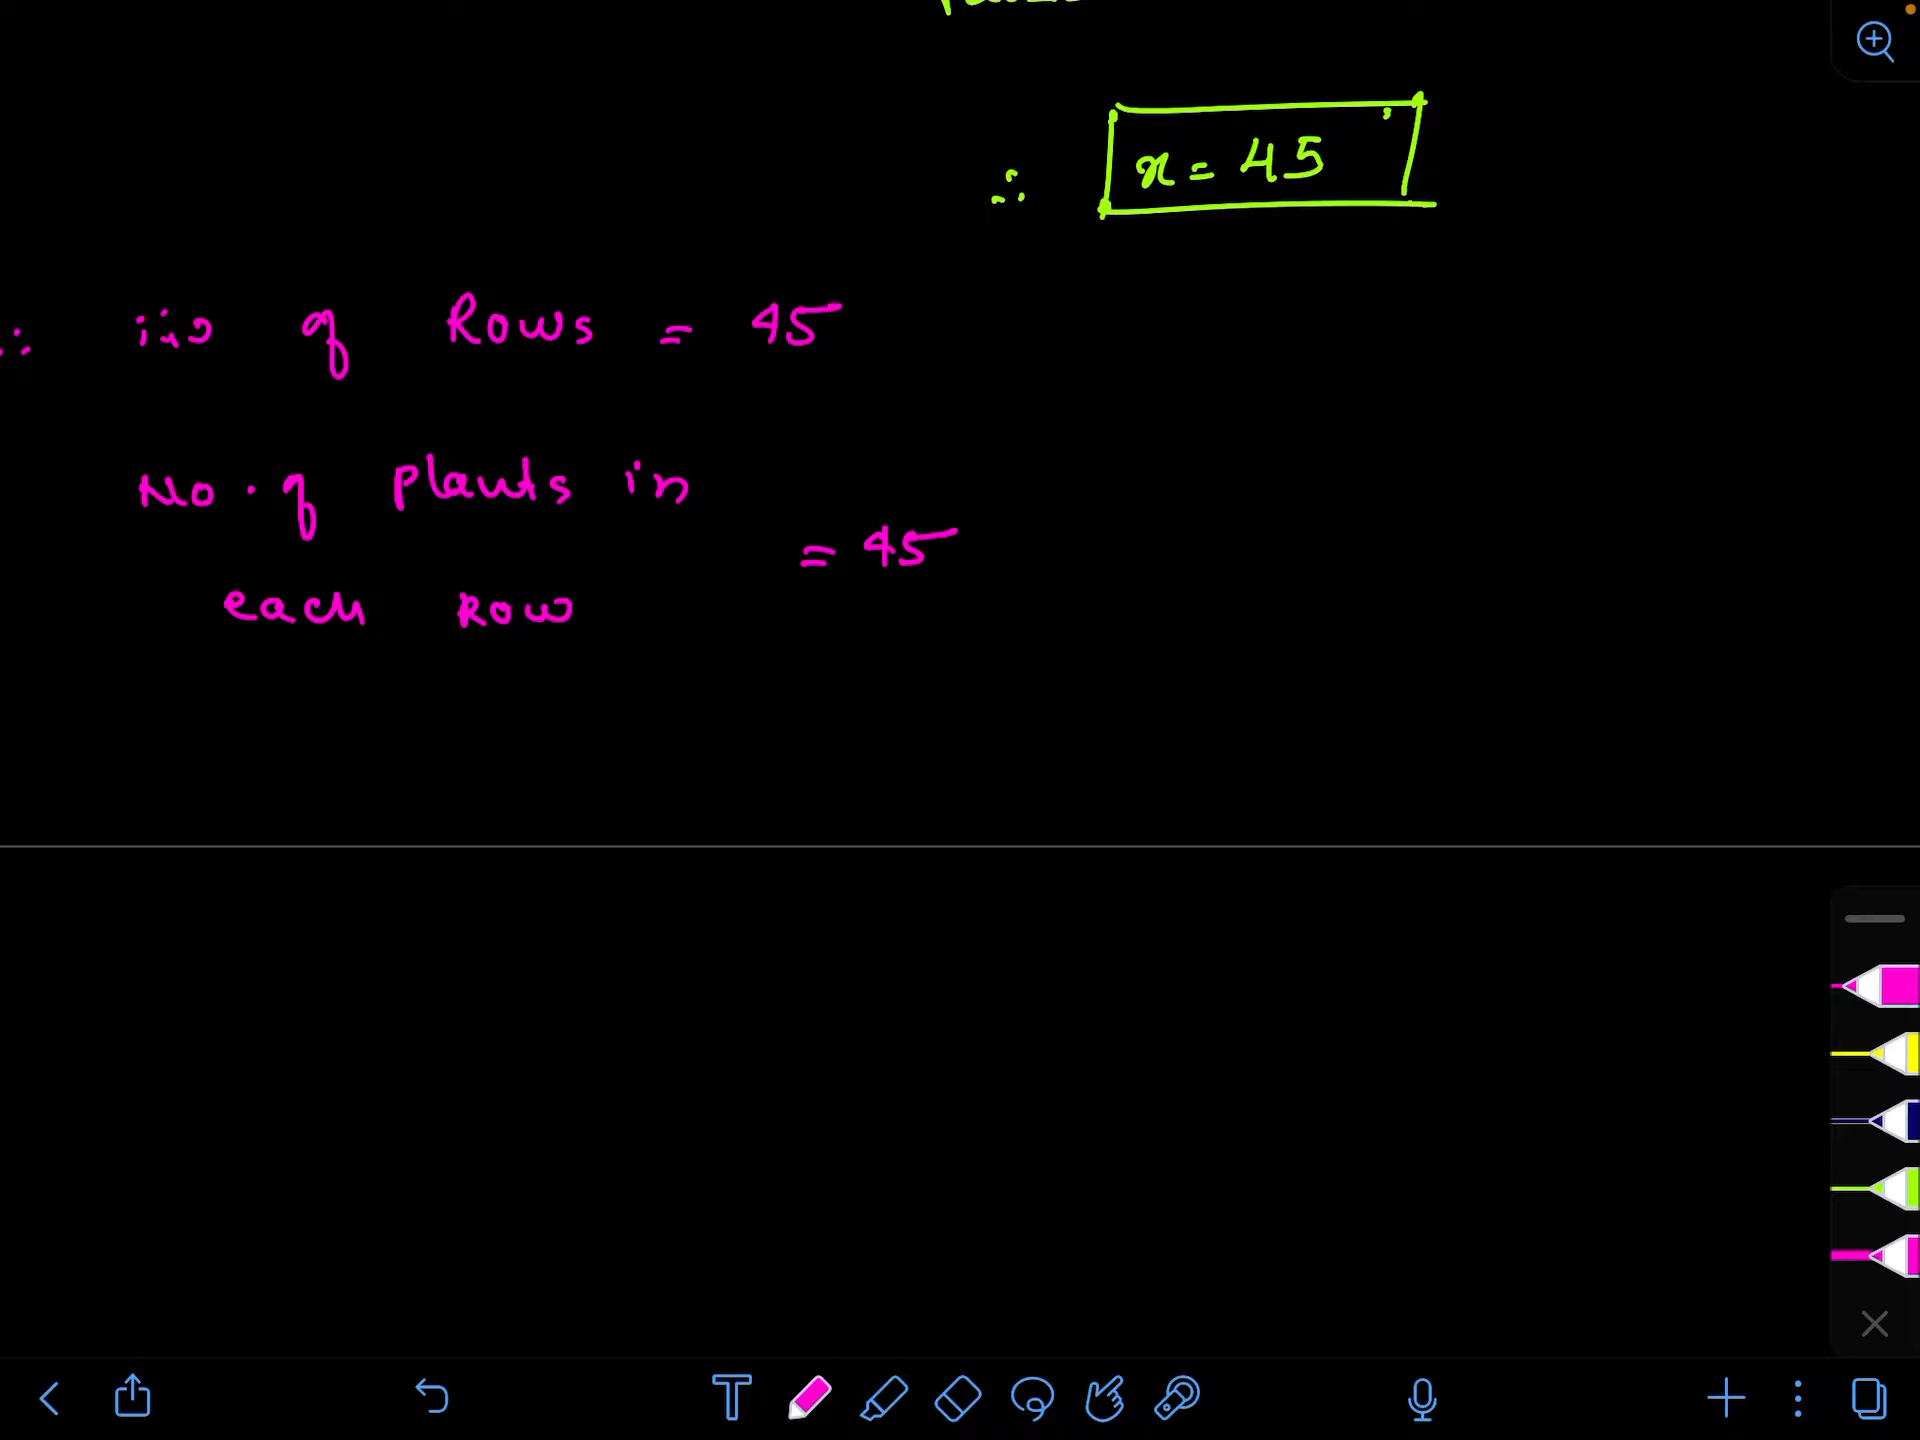 ∴ x = 45
∴ No of Rows = 45
No. of plants in
= 45
each Row